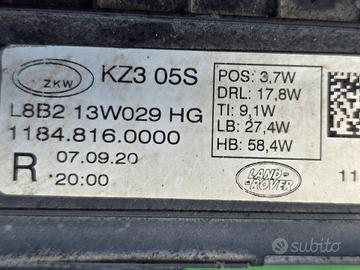 ZKW
KZ3 05S
L8B2 13W029 HG
1184.816.0000
R
07.09.20
20:00
POS: 3,7W
DRL: 17,8W
TI: 9,1W
LB: 27,4W
HB: 58,4W
LAND-
ROVER
11
subito